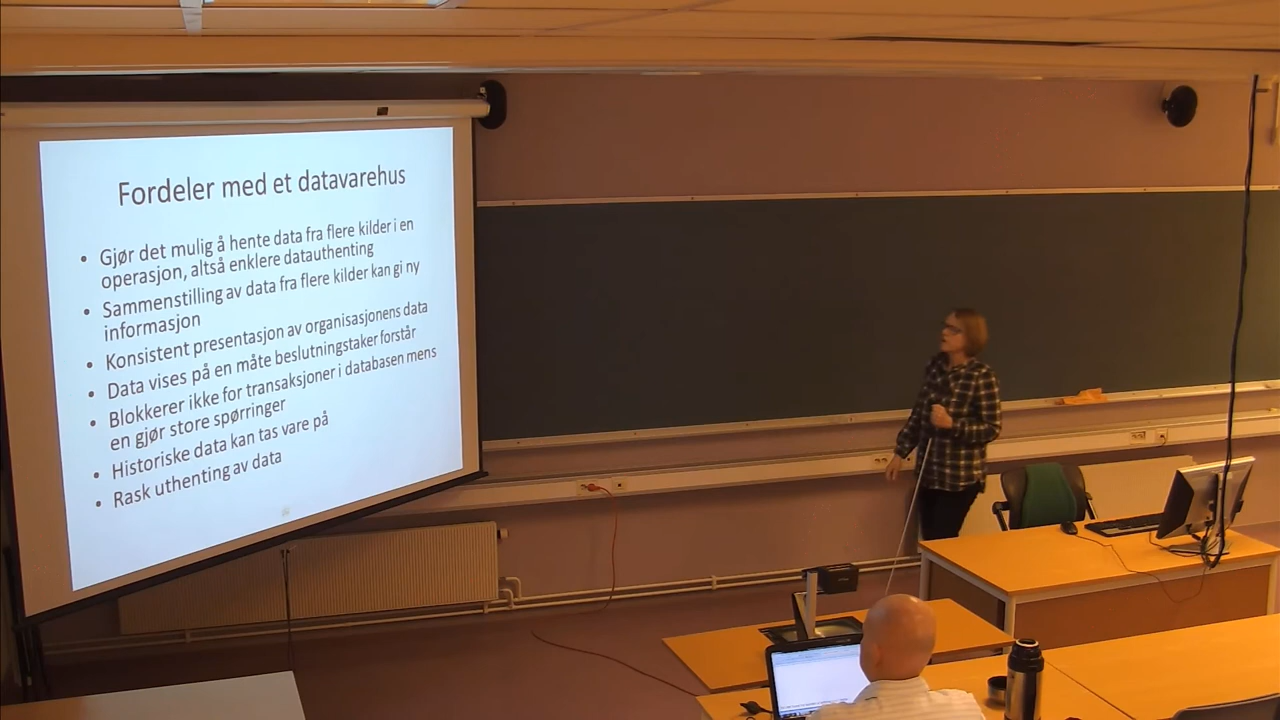 Fordeler med et datavarehus
• Gjør det mulig å hente data fra flere kilder i en
operasjon, altså enklere datauthenting
• Sammenstilling av data fra flere kilder kan gi ny
informasjon
• Konsistent presentasjon av organisasjonens data
• Data vises på en måte beslutningstaker forstår
• Blokkerer ikke for transaksjoner i databasen mens
en gjør store spørringer
• Historiske data kan tas vare på
• Rask uthenting av data